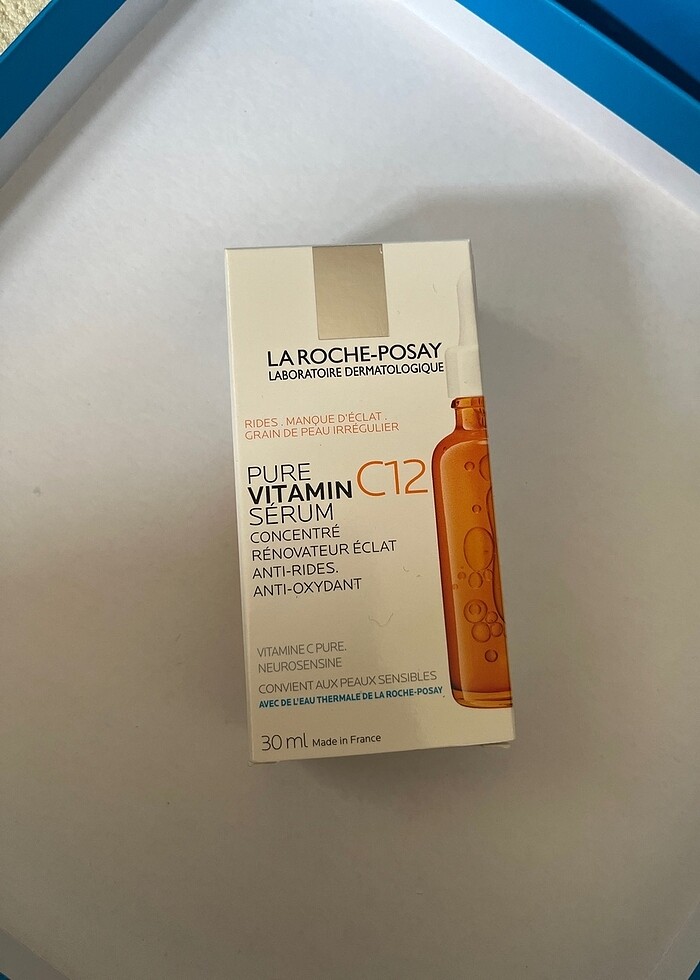 LA ROCHE-POSAY
LABORATOIRE DERMATOLOGIQUE
RIDES . MANQUE D'ÉCLAT .
GRAIN DE PEAU IRRÉGULIER
PURE
VITAMIN C12
SÉRUM
CONCENTRÉ
RÉNOVATEUR ÉCLAT
ANTI-RIDES.
ANTI-OXYDANT
VITAMINE C PURE.
NEUROSENSINE
CONVIENT AUX PEAUX SENSIBLES
AVEC DE L'EAU THERMALE DE LA ROCHE-POSAY
30 ml Made in France